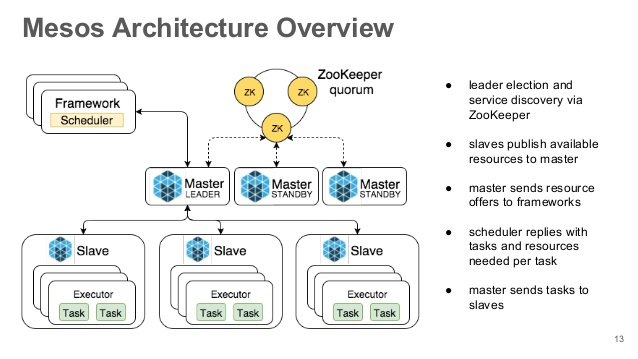 Mesos Architecture Overview
Framework
Scheduler
ZooKeeper
quorum
ZK
ZK
ZK
Master
LEADER
Master
STANDBY
Master
STANDBY
Slave
Executor
Task Task
Slave
Executor
Task Task
Slave
Executor
Task Task
● leader election and
service discovery via
ZooKeeper
● slaves publish available
resources to master
● master sends resource
offers to frameworks
● scheduler replies with
tasks and resources
needed per task
● master sends tasks to
slaves
13